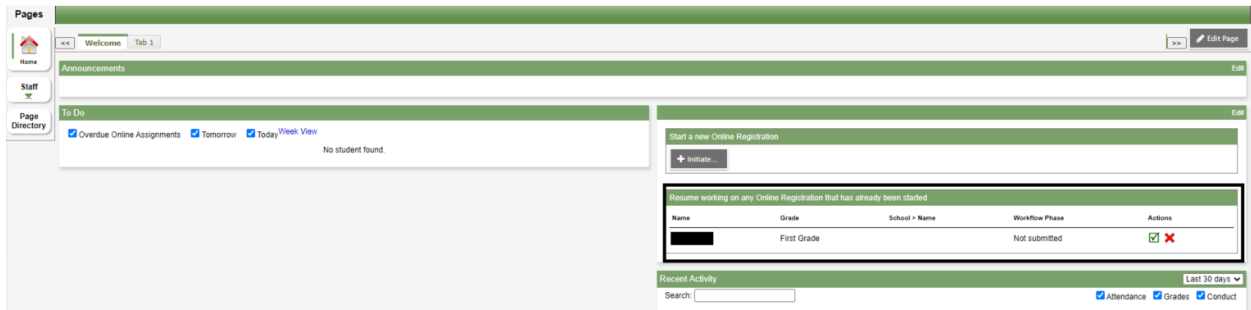 Pages
Home
Staff
Page
Directory
<< Welcome Tab 1 >> Edit Page
Announcements Edit
To Do
Overdue Online Assignments Tomorrow Today Week View
No student found.
Edit
Start a new Online Registration
+ Initiate...
Resume working on any Online Registration that has already been started
Name Grade School > Name Workflow Phase Actions
First Grade Not submitted
Recent Activity Last 30 days
Search: Attendance Grades Conduct